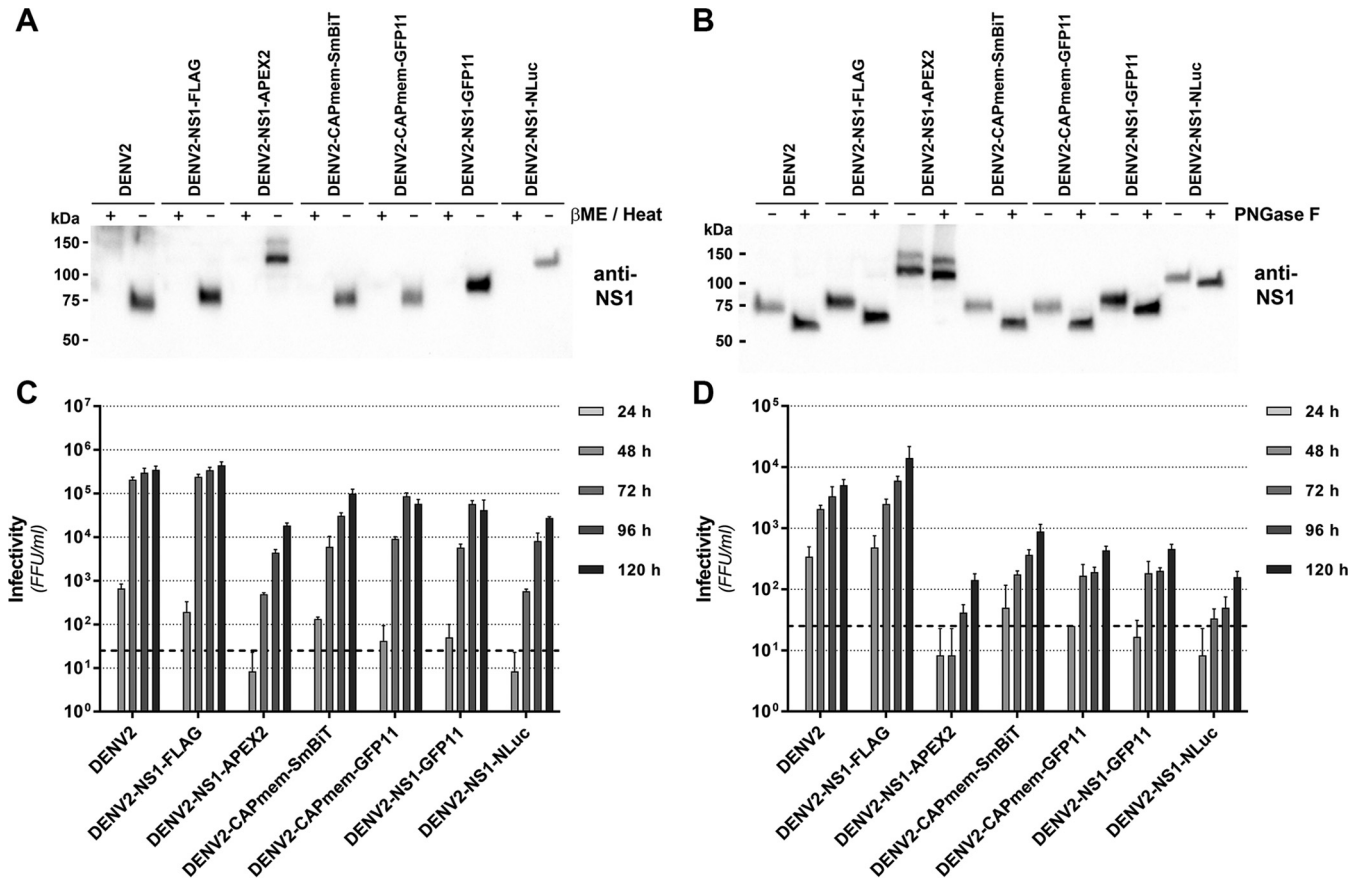 A
DENV2
DENV2-NS1-FLAG
DENV2-NS1-APEX2
DENV2-CAPmem-SmBiT
DENV2-CAPmem-GFP11
DENV2-NS1-GFP11
DENV2-NS1-NLuc
+ – + – + – + – + – + – + – βME / Heat
kDa
150 -
100 -
75 -
50 -
anti-
NS1
B
DENV2
DENV2-NS1-FLAG
DENV2-NS1-APEX2
DENV2-CAPmem-SmBiT
DENV2-CAPmem-GFP11
DENV2-NS1-GFP11
DENV2-NS1-NLuc
– + – + – + – + – + – + – + PNGase F
kDa
150 -
100 -
75 -
50 -
anti-
NS1
C
Infectivity
(FFU/ml)
10⁷
10⁶
10⁵
10⁴
10³
10²
10¹
10⁰
DENV2
DENV2-NS1-FLAG
DENV2-NS1-APEX2
DENV2-CAPmem-SmBiT
DENV2-CAPmem-GFP11
DENV2-NS1-GFP11
DENV2-NS1-NLuc
24 h
48 h
72 h
96 h
120 h
D
Infectivity
(FFU/ml)
10⁵
10⁴
10³
10²
10¹
10⁰
DENV2
DENV2-NS1-FLAG
DENV2-NS1-APEX2
DENV2-CAPmem-SmBiT
DENV2-CAPmem-GFP11
DENV2-NS1-GFP11
DENV2-NS1-NLuc
24 h
48 h
72 h
96 h
120 h